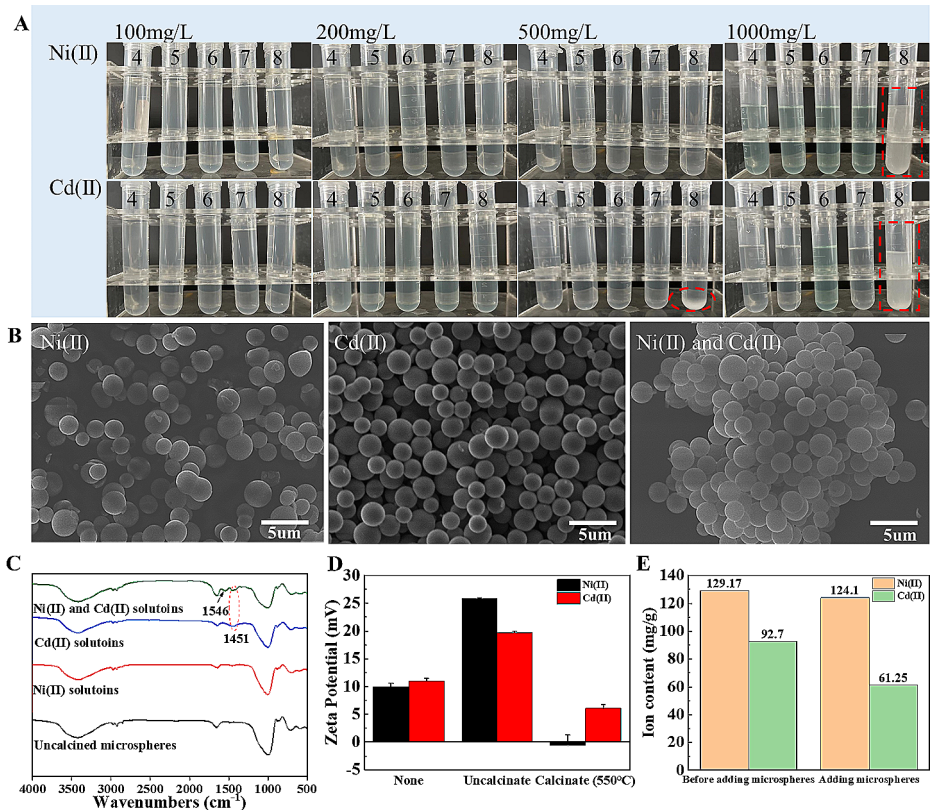 A
100mg/L 200mg/L 500mg/L 1000mg/L
Ni(II)
4 5 6 7 8 4 5 6 7 8 4 5 6 7 8 4 5 6 7 8
Cd(II)
4 5 6 7 8 4 5 6 7 8 4 5 6 7 8 4 5 6 7 8
B
Ni(II) Cd(II) Ni(II) and Cd(II)
5um 5um 5um
C
1546
Ni(II) and Cd(II) solutoins
Cd(II) solutoins
1451
Ni(II) solutoins
Uncalcined microspheres
4000 3500 3000 2500 2000 1500 1000 500
Wavenumbers (cm⁻¹)
D
Zeta Potential (mV)
30
25
20
15
10
5
0
-5
Ni(II)
Cd(II)
None Uncalcinate Calcinate (550°C)
E
Ion content (mg/g)
129.17
92.7
124.1
61.25
Ni(II)
Cd(II)
140
120
100
80
60
40
20
0
Before adding microspheres Adding microspheres